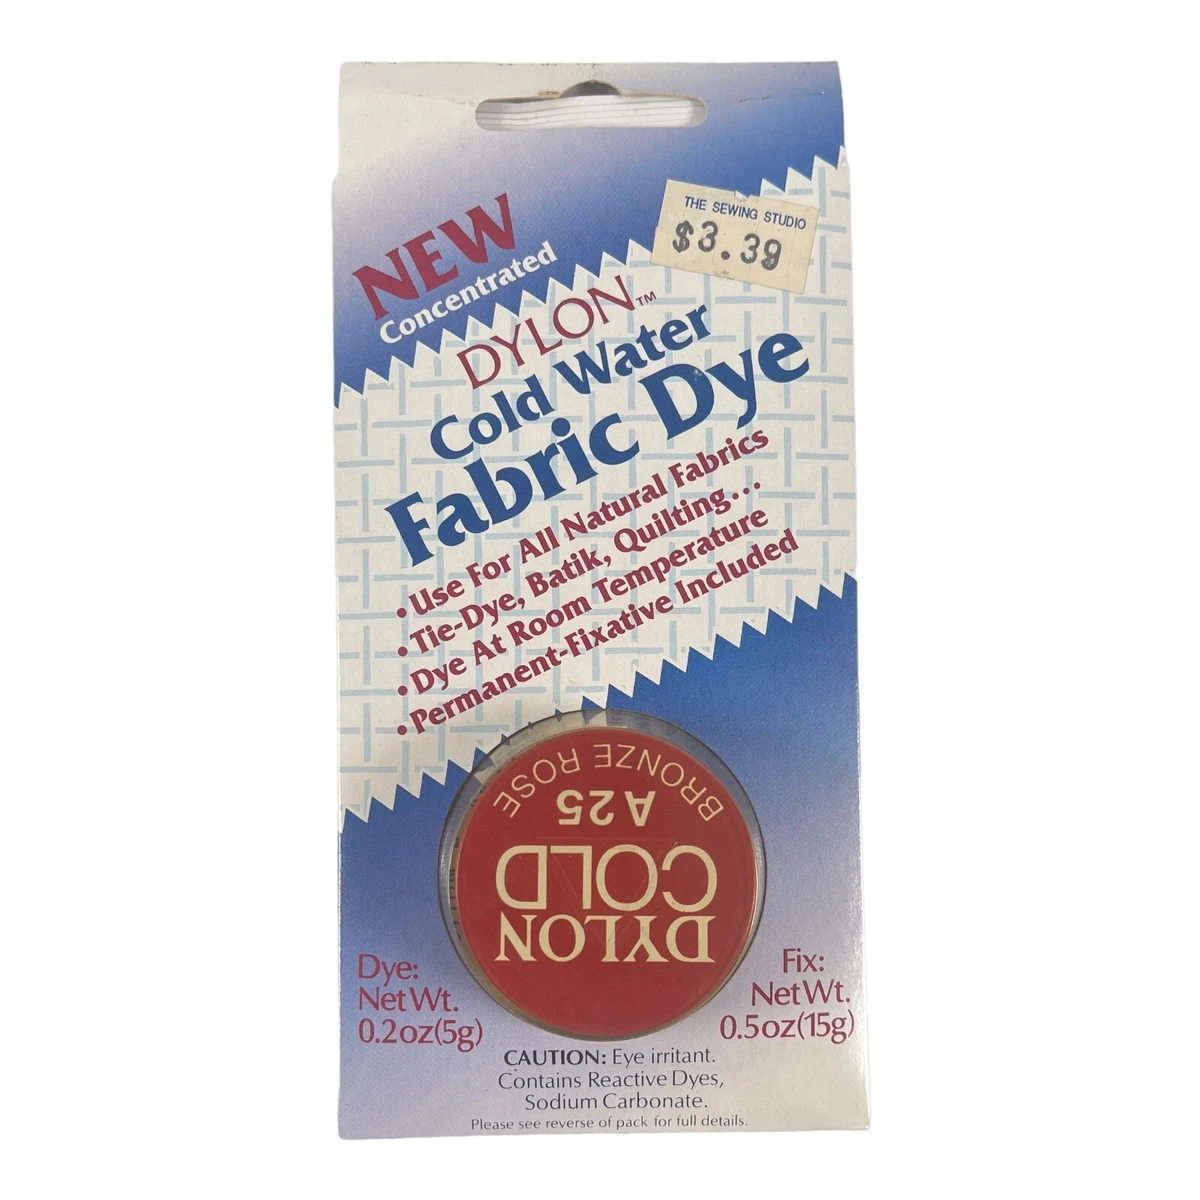 THE SEWING STUDIO
$3.39
NEW
Concentrated
DYLON™
Cold Water
Fabric Dye
• Use For All Natural Fabrics
• Tie-Dye, Batik, Quilting...
• Dye At Room Temperature
• Permanent-Fixative Included
DYLON
COLD
A25
BRONZE ROSE
Dye:
Net Wt.
0.2oz(5g)
Fix:
Net Wt.
0.5oz(15g)
CAUTION: Eye irritant.
Contains Reactive Dyes,
Sodium Carbonate.
Please see reverse of pack for full details.